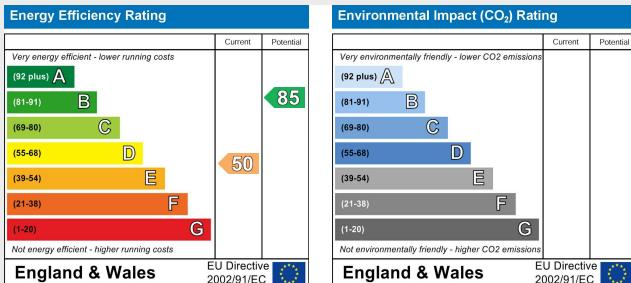 Energy Efficiency Rating
Current Potential
Very energy efficient - lower running costs
(92 plus) A
(81-91) B
(69-80) C
(55-68) D
(39-54) E
(21-38) F
(1-20) G
85
50
Not energy efficient - higher running costs
England & Wales
EU Directive
2002/91/EC
Environmental Impact (CO₂) Rating
Current Potential
Very environmentally friendly - lower CO2 emissions
(92 plus) A
(81-91) B
(69-80) C
(55-68) D
(39-54) E
(21-38) F
(1-20) G
Not environmentally friendly - higher CO2 emissions
England & Wales
EU Directive
2002/91/EC